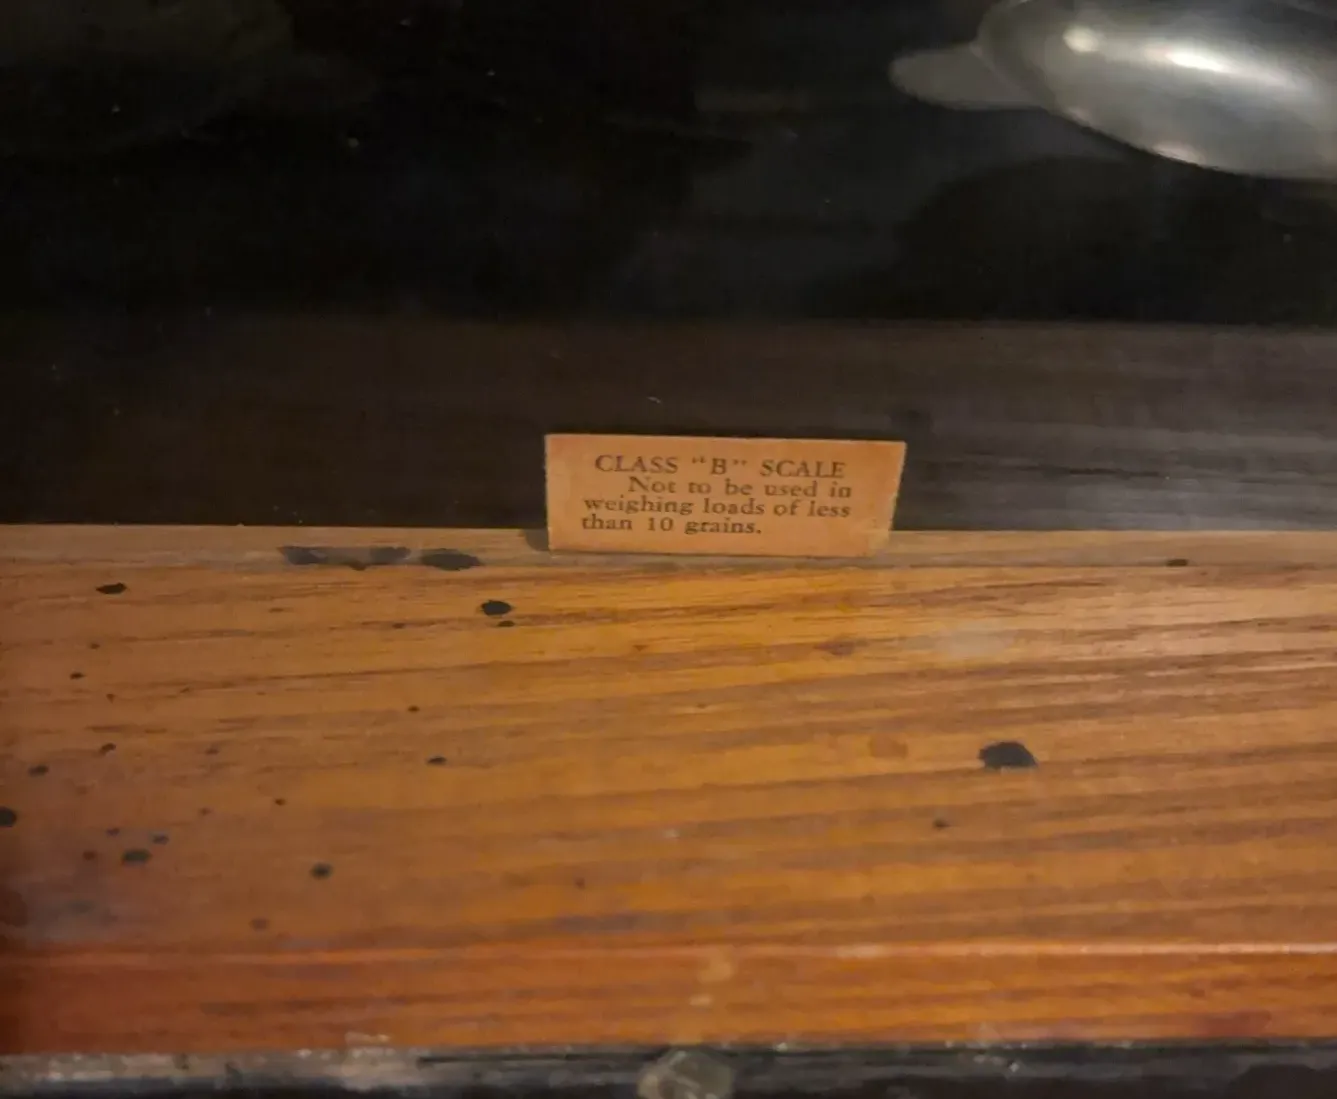 CLASS "B" SCALE
Not to be used in
weighing loads of less
than 10 grains.